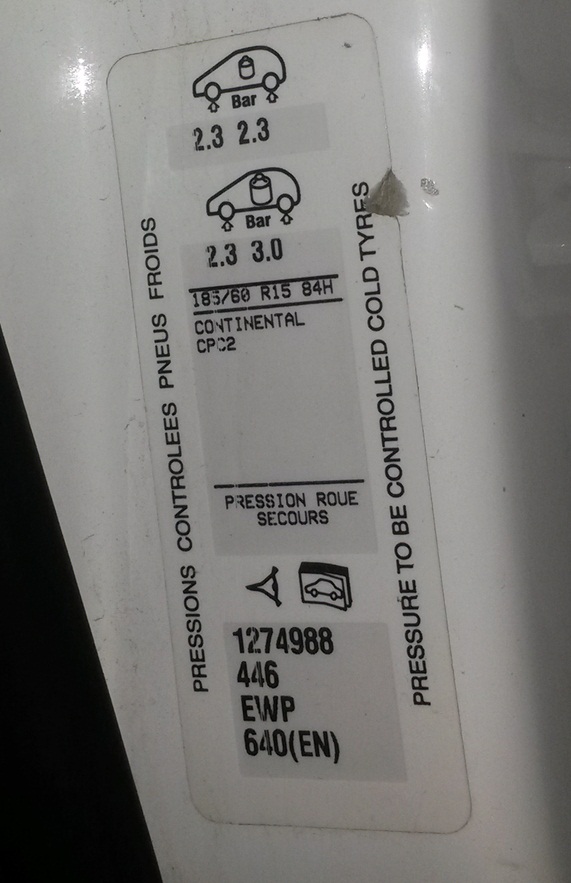 Bar
2.3 2.3
Bar
2.3 3.0
185/60 R15 84H
CONTINENTAL
CPC2
PRESSION ROUE
SECOURS
1274988
446
EWP
640(EN)
PRESSIONS CONTROLEES PNEUS FROIDS
PRESSURE TO BE CONTROLLED COLD TYRES